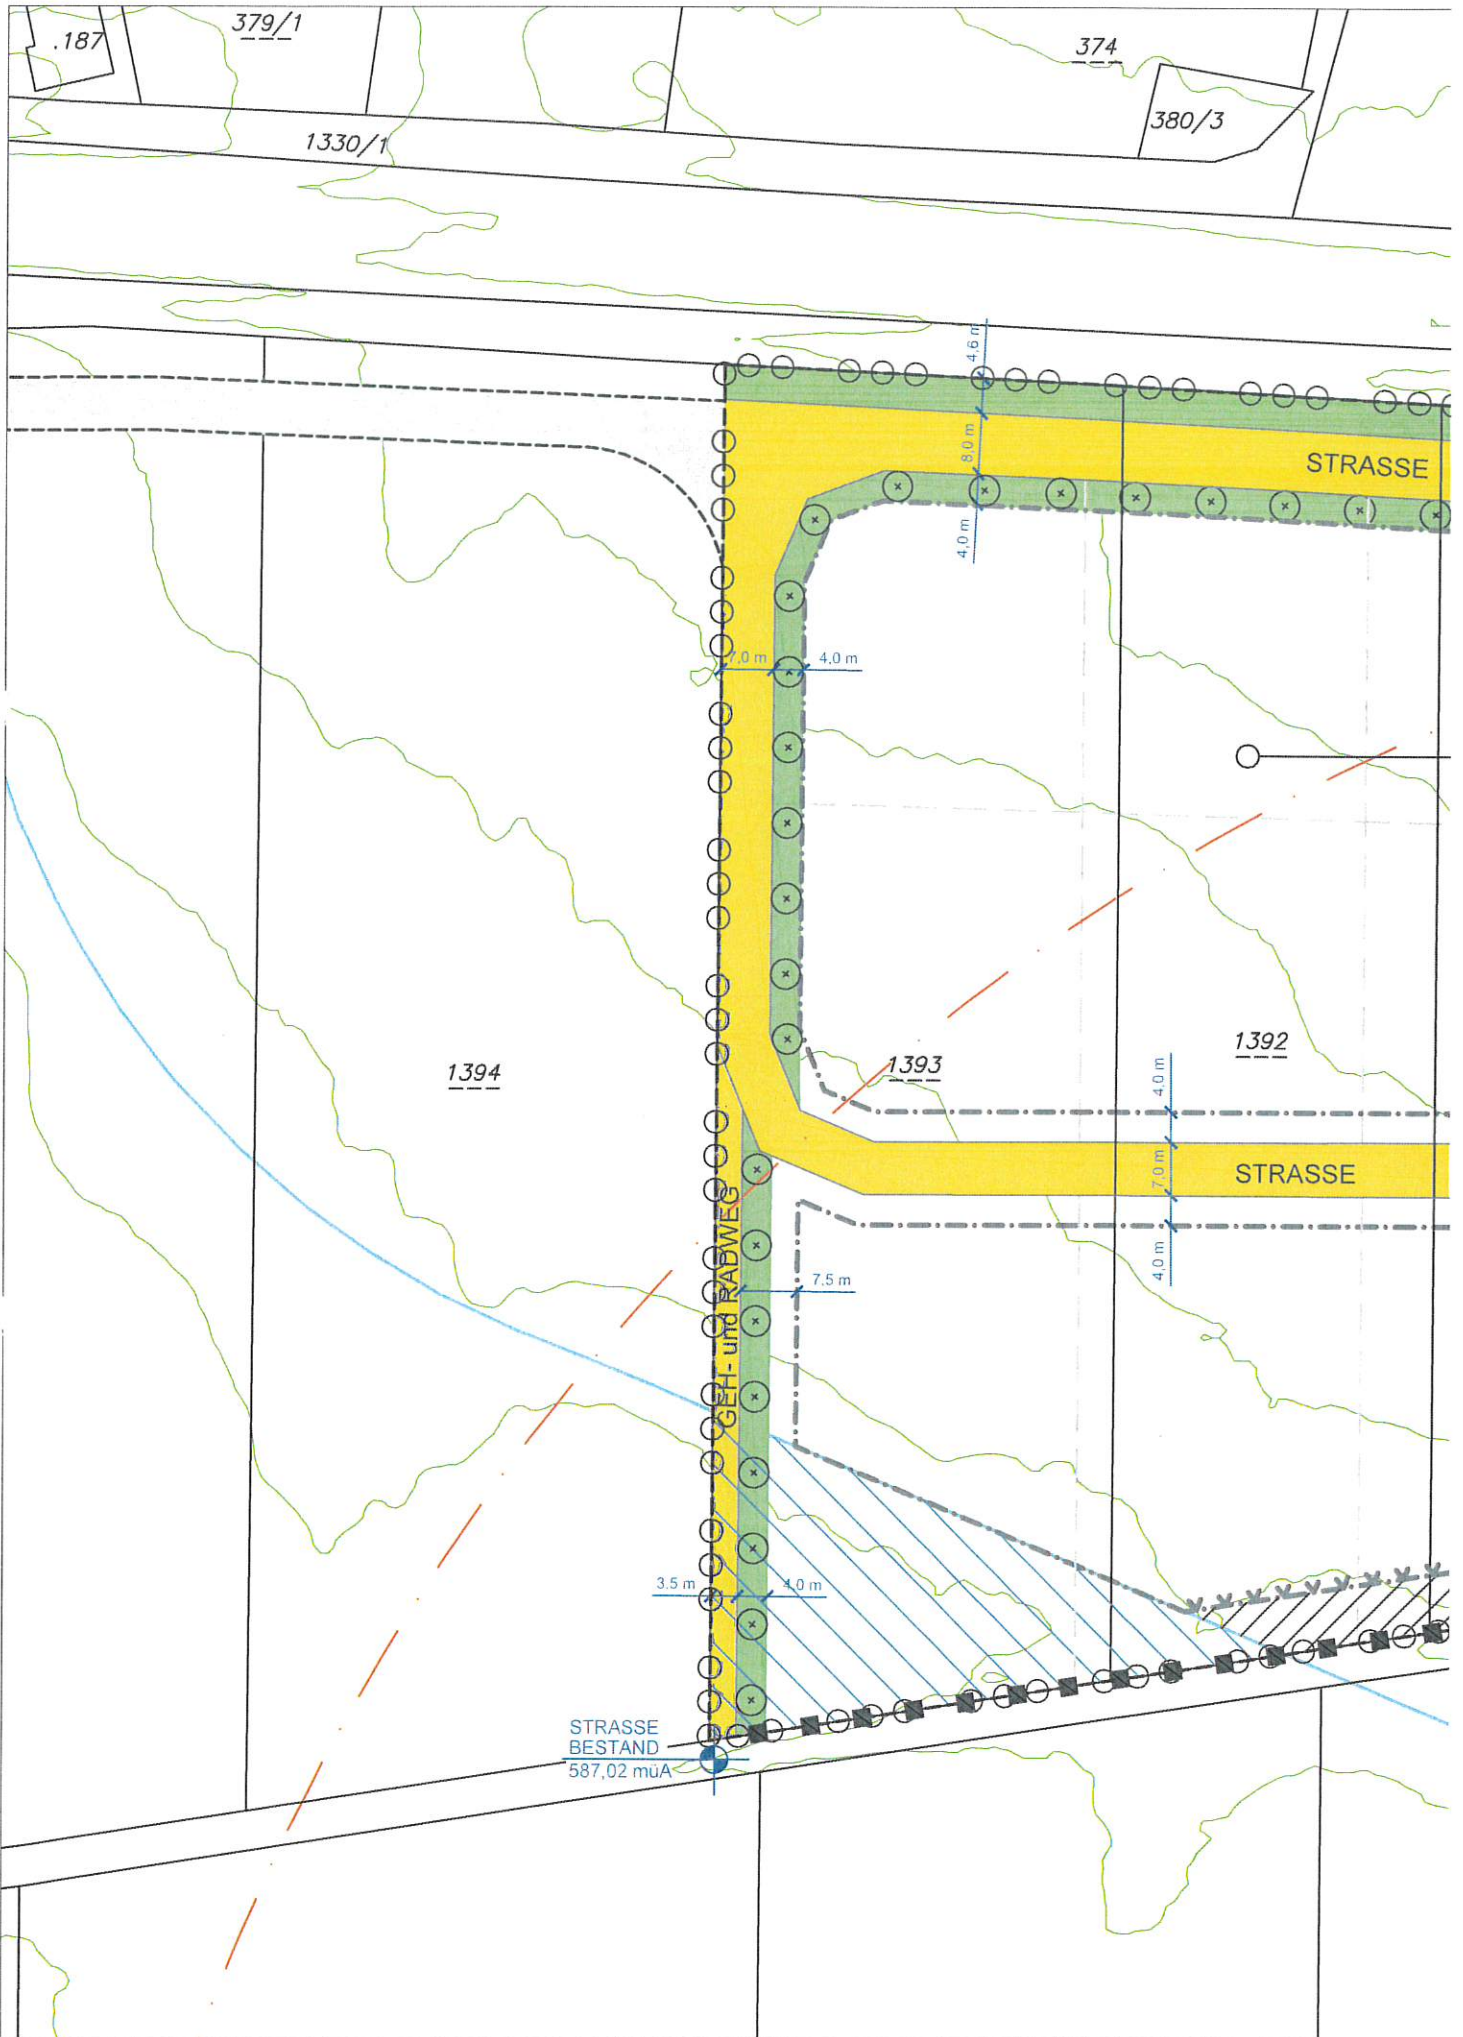 .187
379/1
374
380/3
1330/1
4,6 m
8,0 m
STRASSE
4,0 m
7,0 m
4,0 m
1394
1393
1392
4,0 m
7,0 m
STRASSE
4,0 m
GEH- und RADWEG
7.5 m
3.5 m
4,0 m
STRASSE
BESTAND
587,02 müA